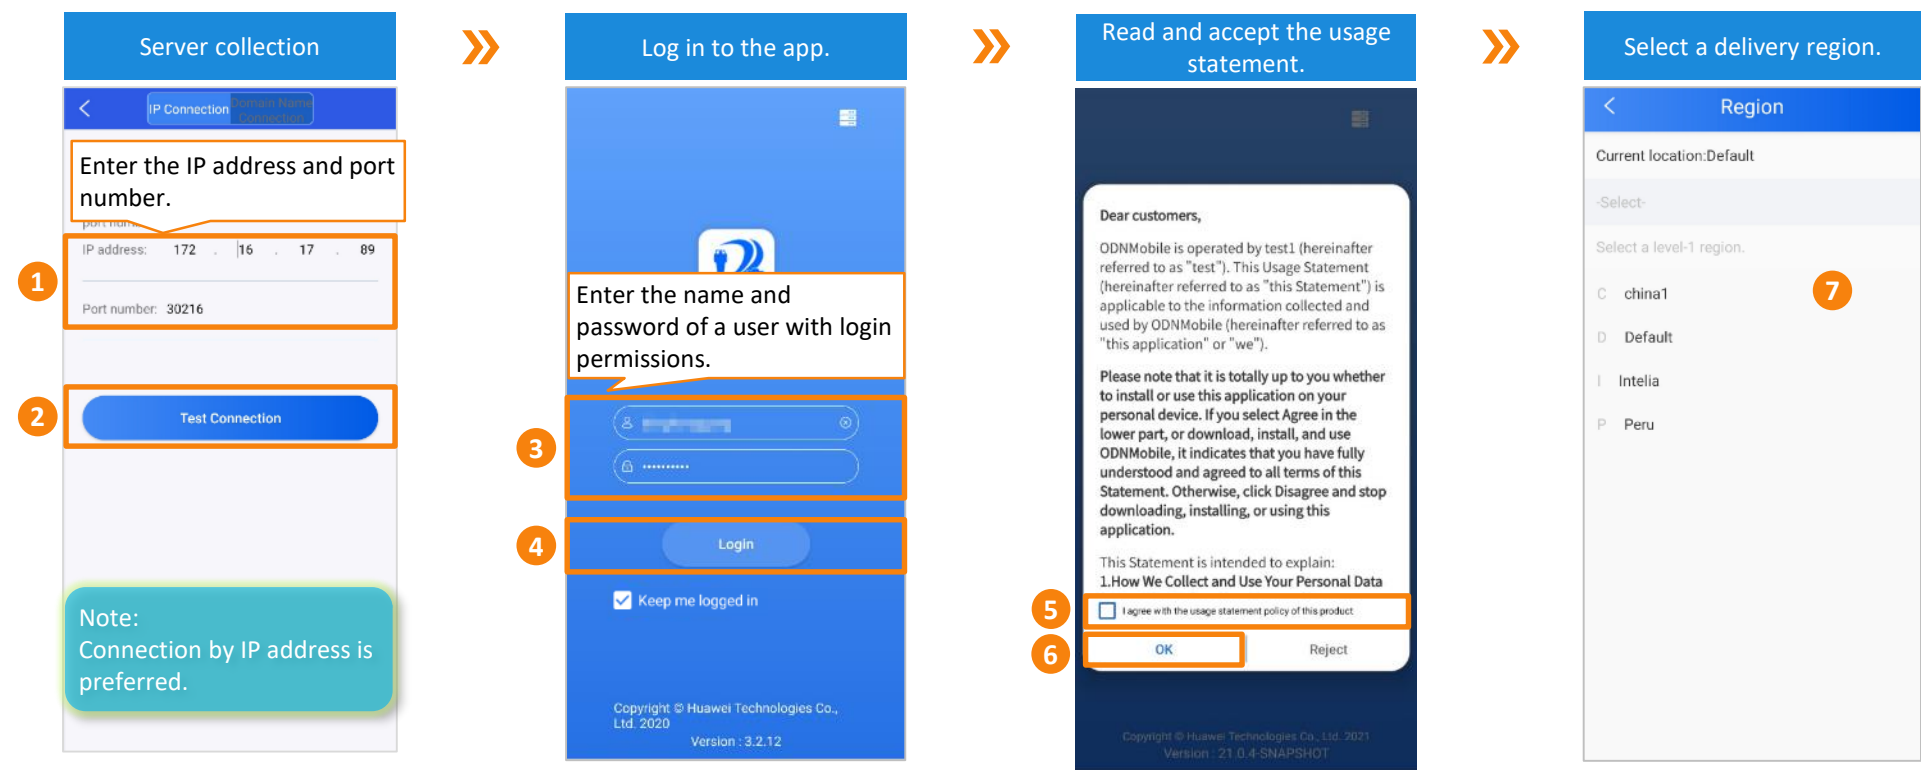 Server collection
IP Connection
Domain Name
Connection
Enter the IP address and port
number.
IP address: 172 . 16 . 17 . 89
Port number: 30216
1
2
Test Connection
Note:
Connection by IP address is
preferred.
Log in to the app.
Enter the name and
password of a user with login
permissions.
3
4
Login
Keep me logged in
Copyright © Huawei Technologies Co.,
Ltd. 2020
Version : 3.2.12
Read and accept the usage
statement.
Dear customers,
ODNMobile is operated by test1 (hereinafter
referred to as "test"). This Usage Statement
(hereinafter referred to as "this Statement") is
applicable to the information collected and
used by ODNMobile (hereinafter referred to as
"this application" or "we").
Please note that it is totally up to you whether
to install or use this application on your
personal device. If you select Agree in the
lower part, or download, install, and use
ODNMobile, it indicates that you have fully
understood and agreed to all terms of this
Statement. Otherwise, click Disagree and stop
downloading, installing, or using this
application.
This Statement is intended to explain:
1.How We Collect and Use Your Personal Data
5
I agree with the usage statement policy of this product
6
OK
Reject
Copyright © Huawei Technologies Co., Ltd. 2021
Version : 21.0.4-SNAPSHOT
Select a delivery region.
Region
Current location:Default
-Select-
Select a level-1 region.
C china1
7
D Default
I Intelia
P Peru